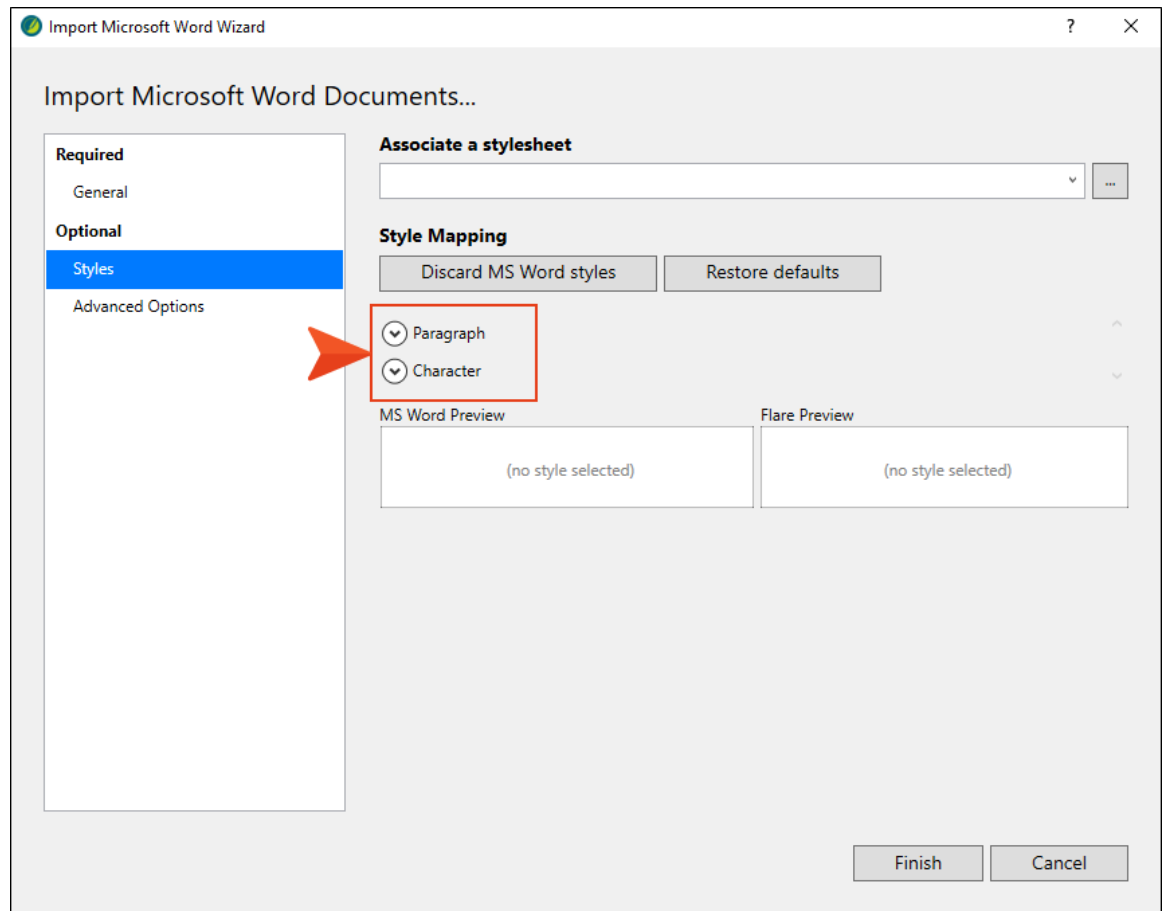 Import Microsoft Word Wizard
?
Import Microsoft Word Documents...
Required
General
Optional
Styles
Advanced Options
Associate a stylesheet
...
Style Mapping
Discard MS Word styles Restore defaults
Paragraph
Character
MS Word Preview Flare Preview
(no style selected) (no style selected)
Finish Cancel